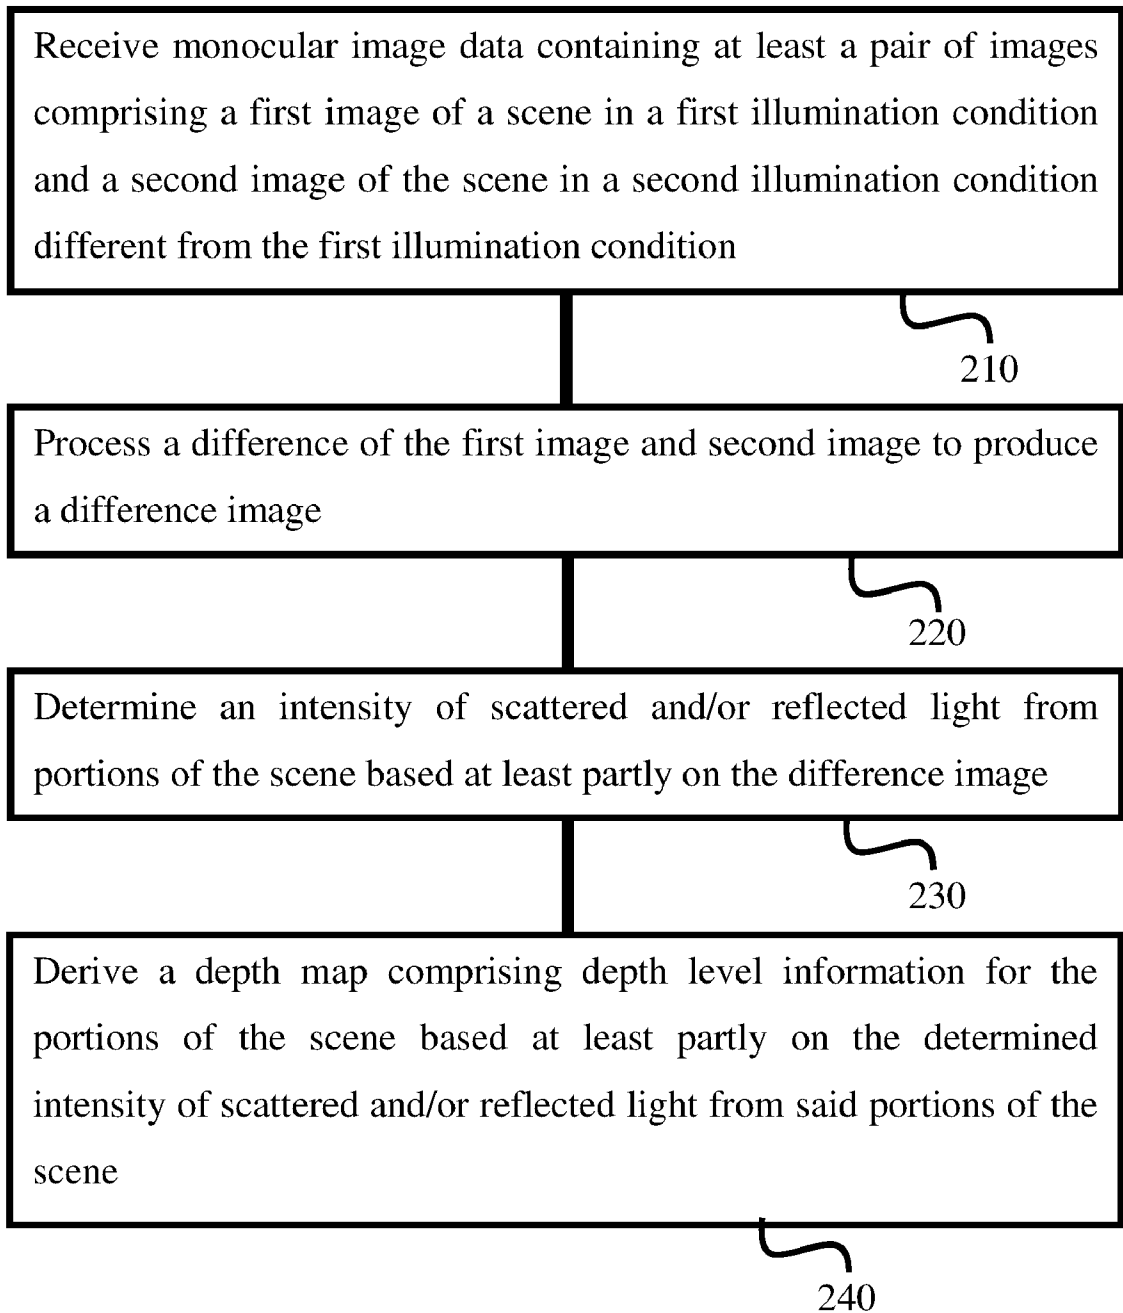 Receive monocular image data containing at least a pair of images
comprising a first image of a scene in a first illumination condition
and a second image of the scene in a second illumination condition
different from the first illumination condition
210
Process a difference of the first image and second image to produce
a difference image
220
Determine an intensity of scattered and/or reflected light from
portions of the scene based at least partly on the difference image
230
Derive a depth map comprising depth level information for the
portions of the scene based at least partly on the determined
intensity of scattered and/or reflected light from said portions of the
scene
240